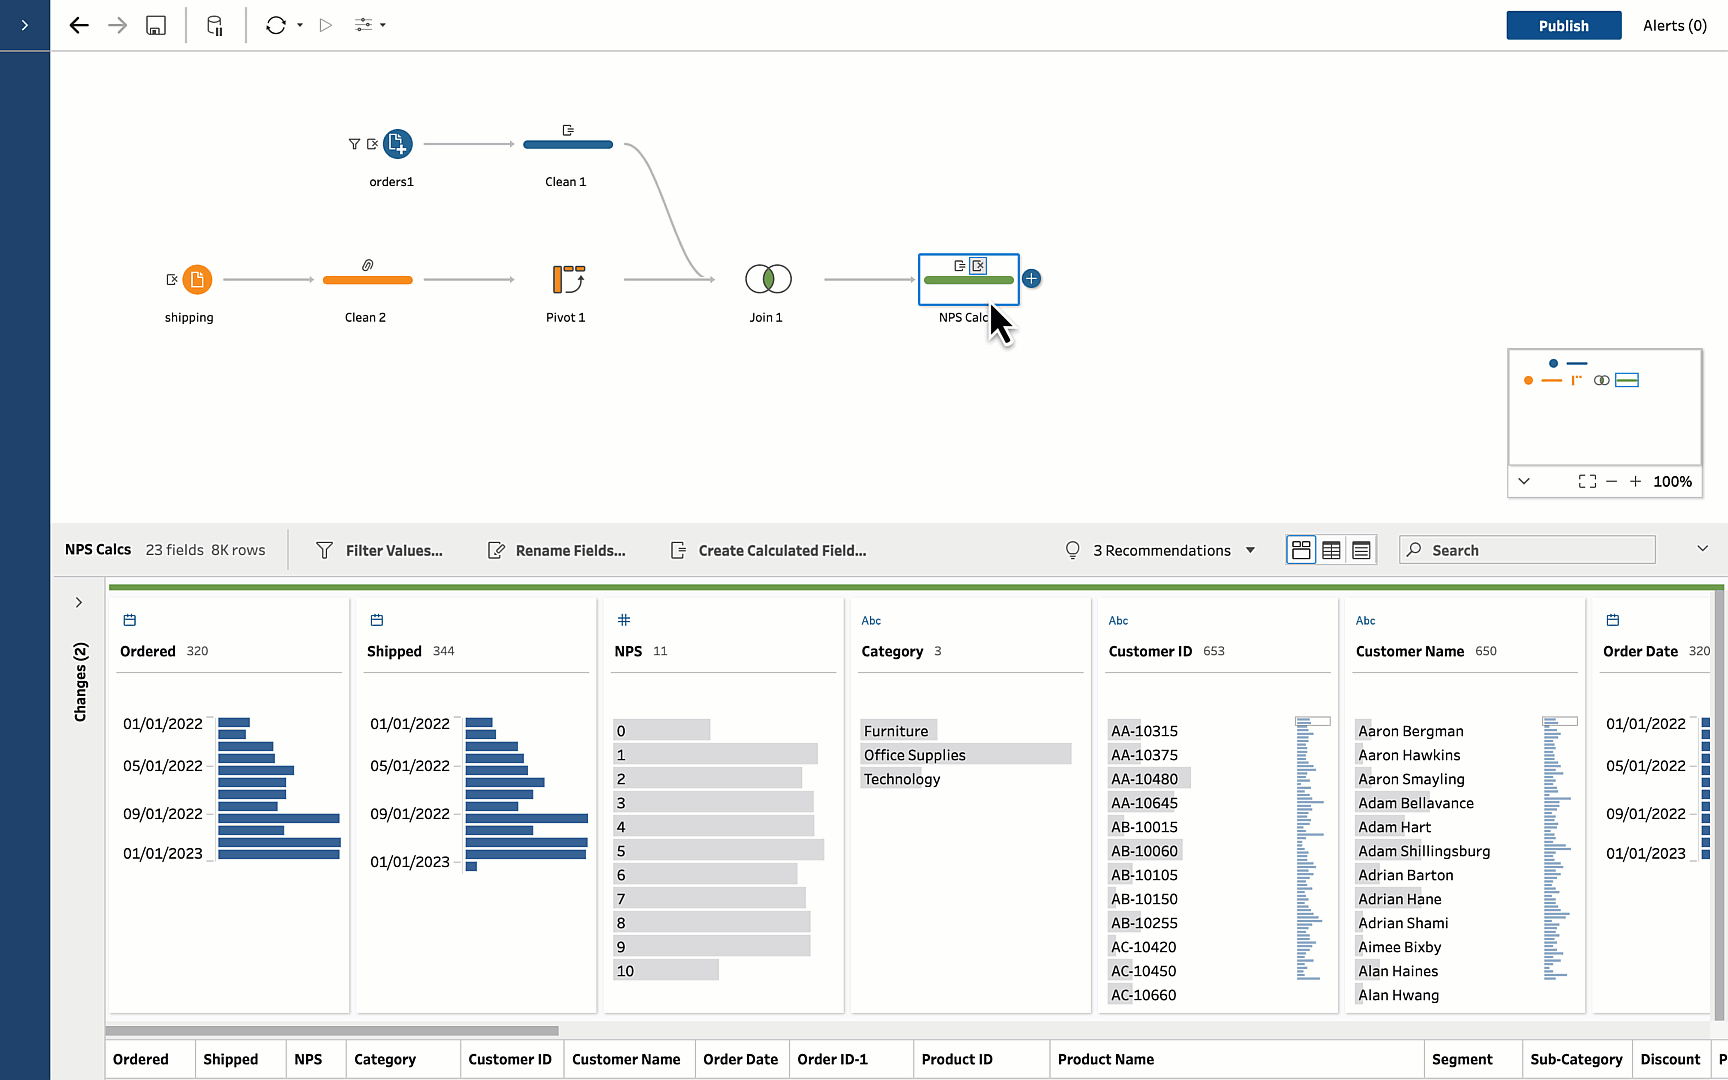 Publish
Alerts (0)
orders1
Clean 1
shipping
Clean 2
Pivot 1
Join 1
NPS Calc
100%
NPS Calcs 23 fields 8K rows
Filter Values...
Rename Fields...
Create Calculated Field...
3 Recommendations
Search
Changes (2)
Ordered 320
01/01/2022
05/01/2022
09/01/2022
01/01/2023
Shipped 344
01/01/2022
05/01/2022
09/01/2022
01/01/2023
NPS 11
0
1
2
3
4
5
6
7
8
9
10
Abc
Category 3
Furniture
Office Supplies
Technology
Abc
Customer ID 653
AA-10315
AA-10375
AA-10480
AA-10645
AB-10015
AB-10060
AB-10105
AB-10150
AB-10255
AC-10420
AC-10450
AC-10660
Abc
Customer Name 650
Aaron Bergman
Aaron Hawkins
Aaron Smayling
Adam Bellavance
Adam Hart
Adam Shillingsburg
Adrian Barton
Adrian Hane
Adrian Shami
Aimee Bixby
Alan Haines
Alan Hwang
Order Date 320
01/01/2022
05/01/2022
09/01/2022
01/01/2023
Ordered Shipped NPS Category Customer ID Customer Name Order Date Order ID-1 Product ID Product Name Segment Sub-Category Discount P